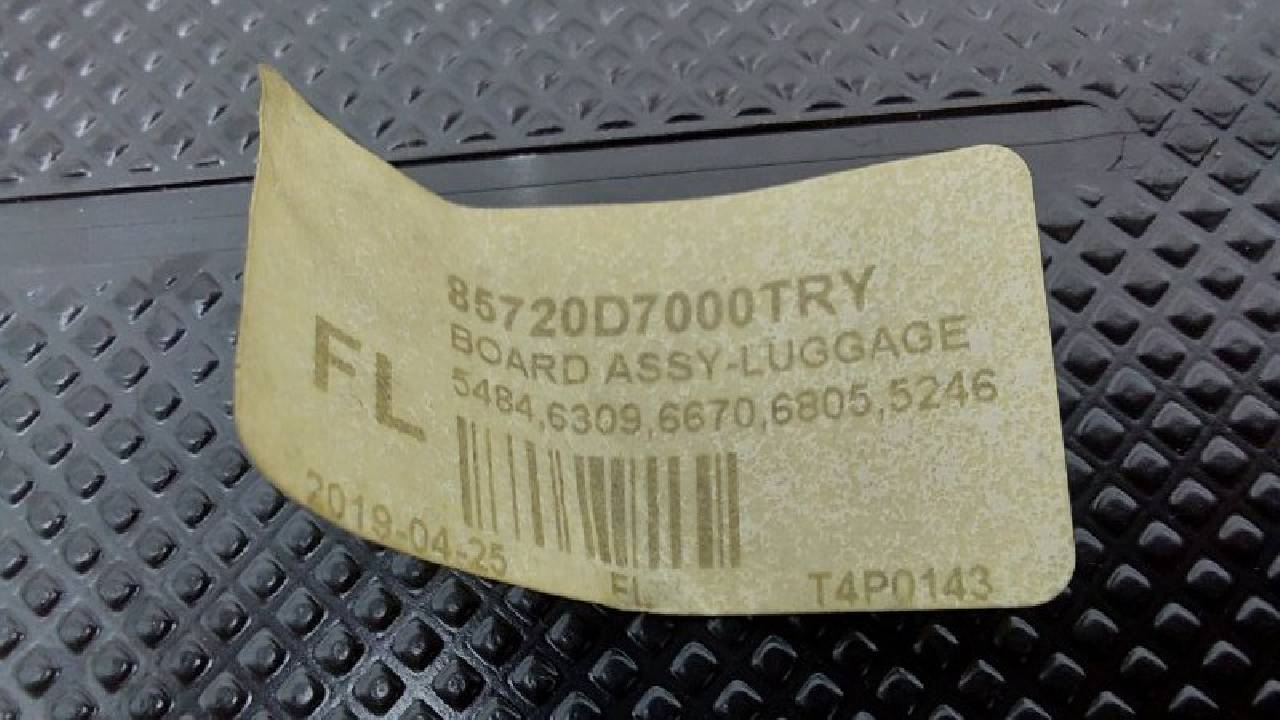 85720D7000TRY
BOARD ASSY-LUGGAGE
FL
5484,6309,6670,6805,5246
2019-04-25
FL
T4P0143